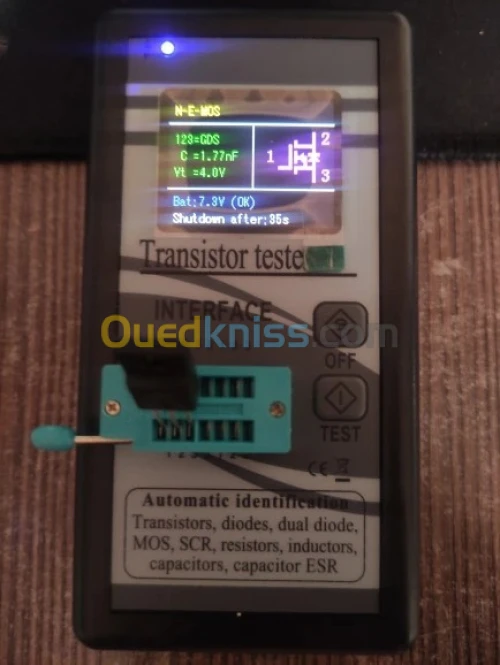 N-E-MOS
123=GDS
C =1.77nF
Vt =4.0V
1
2
3
Bat:7.3V (OK)
Shutdown after:35s
Transistor teste
INTERFACE
Ouedkniss.com
OFF
TEST
CE
Automatic identification
Transistors, diodes, dual diode,
MOS, SCR, resistors, inductors,
capacitors, capacitor ESR